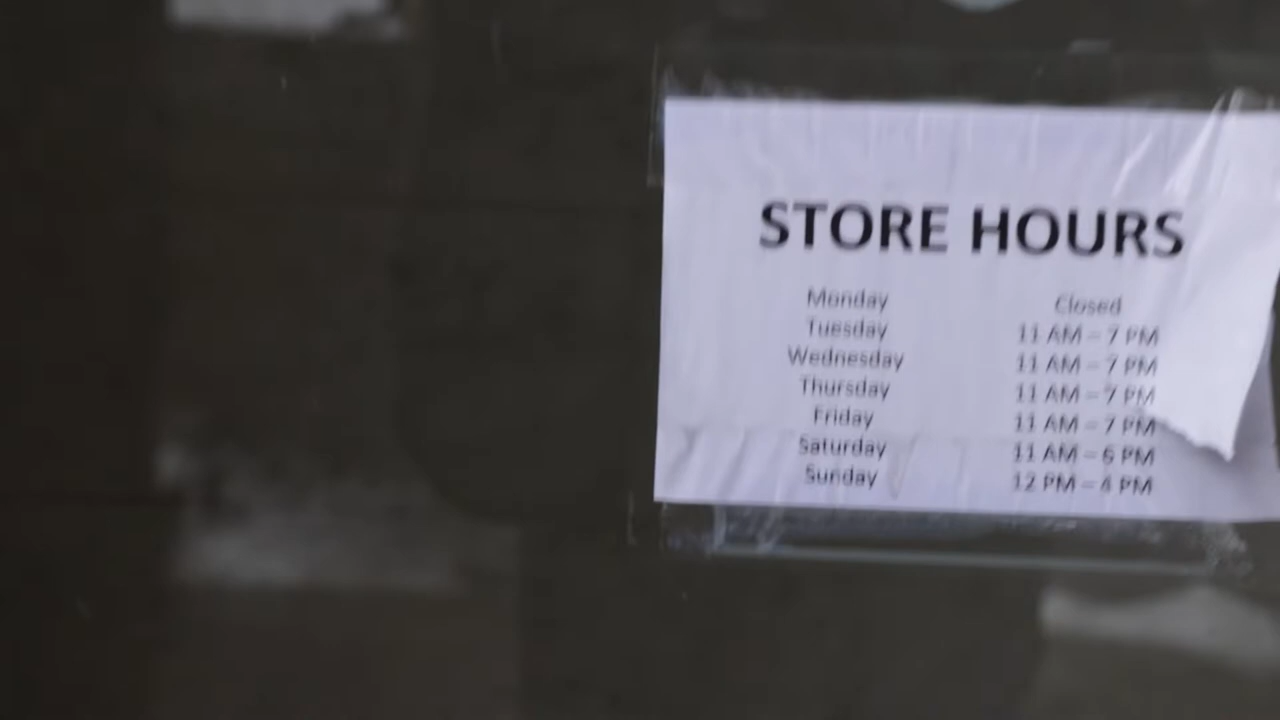 STORE HOURS
Monday Closed
Tuesday 11 AM – 7 PM
Wednesday 11 AM – 7 PM
Thursday 11 AM – 7 PM
Friday 11 AM – 7 PM
Saturday 11 AM – 6 PM
Sunday 12 PM – 4 PM